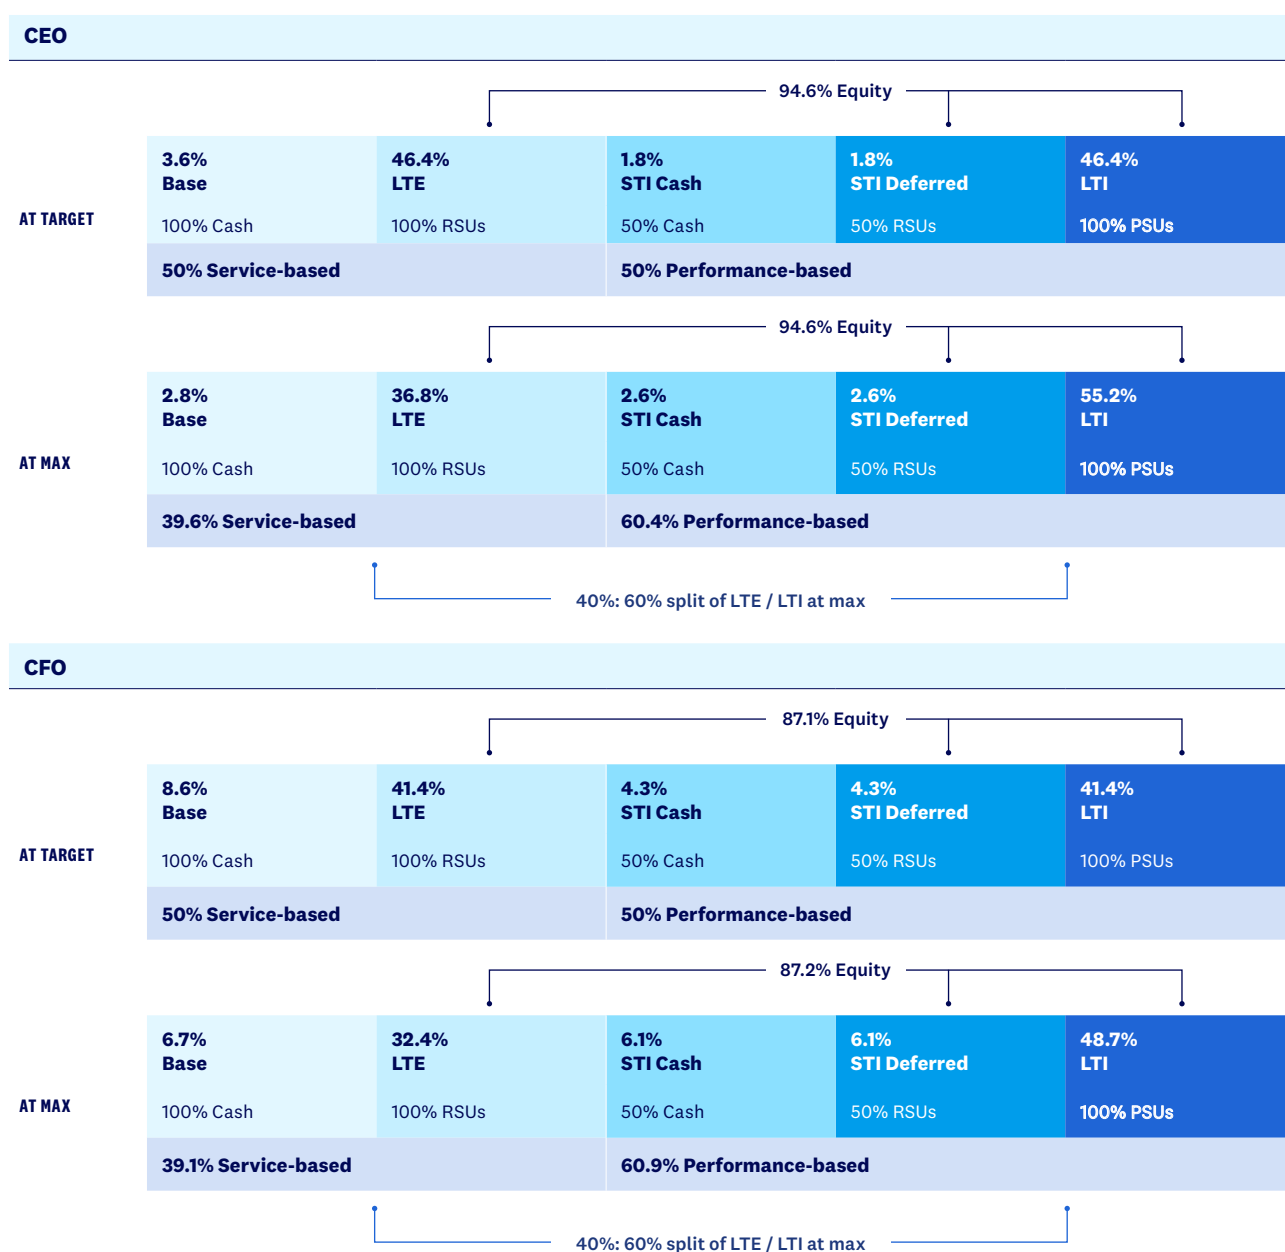 CEO
94.6% Equity
3.6%
Base
100% Cash
46.4%
LTE
100% RSUs
1.8%
STI Cash
50% Cash
1.8%
STI Deferred
50% RSUs
46.4%
LTI
100% PSUs
AT TARGET
50% Service-based
50% Performance-based
94.6% Equity
2.8%
Base
100% Cash
36.8%
LTE
100% RSUs
2.6%
STI Cash
50% Cash
2.6%
STI Deferred
50% RSUs
55.2%
LTI
100% PSUs
AT MAX
39.6% Service-based
60.4% Performance-based
40%: 60% split of LTE / LTI at max
CFO
87.1% Equity
8.6%
Base
100% Cash
41.4%
LTE
100% RSUs
4.3%
STI Cash
50% Cash
4.3%
STI Deferred
50% RSUs
41.4%
LTI
100% PSUs
AT TARGET
50% Service-based
50% Performance-based
87.2% Equity
6.7%
Base
100% Cash
32.4%
LTE
100% RSUs
6.1%
STI Cash
50% Cash
6.1%
STI Deferred
50% RSUs
48.7%
LTI
100% PSUs
AT MAX
39.1% Service-based
60.9% Performance-based
40%: 60% split of LTE / LTI at max